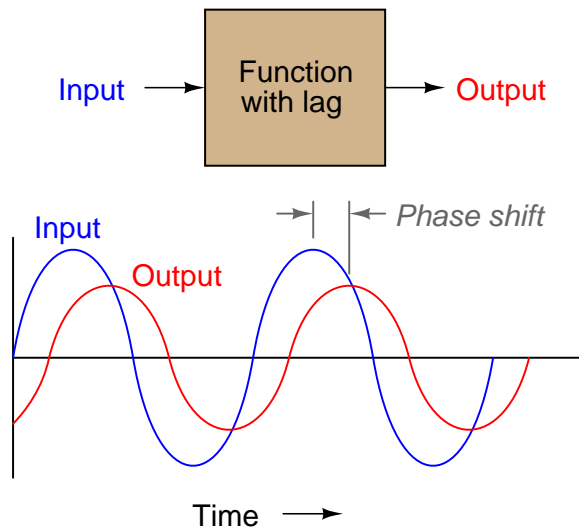 Function
with lag
Input
Output
Phase shift
Input
Output
Time